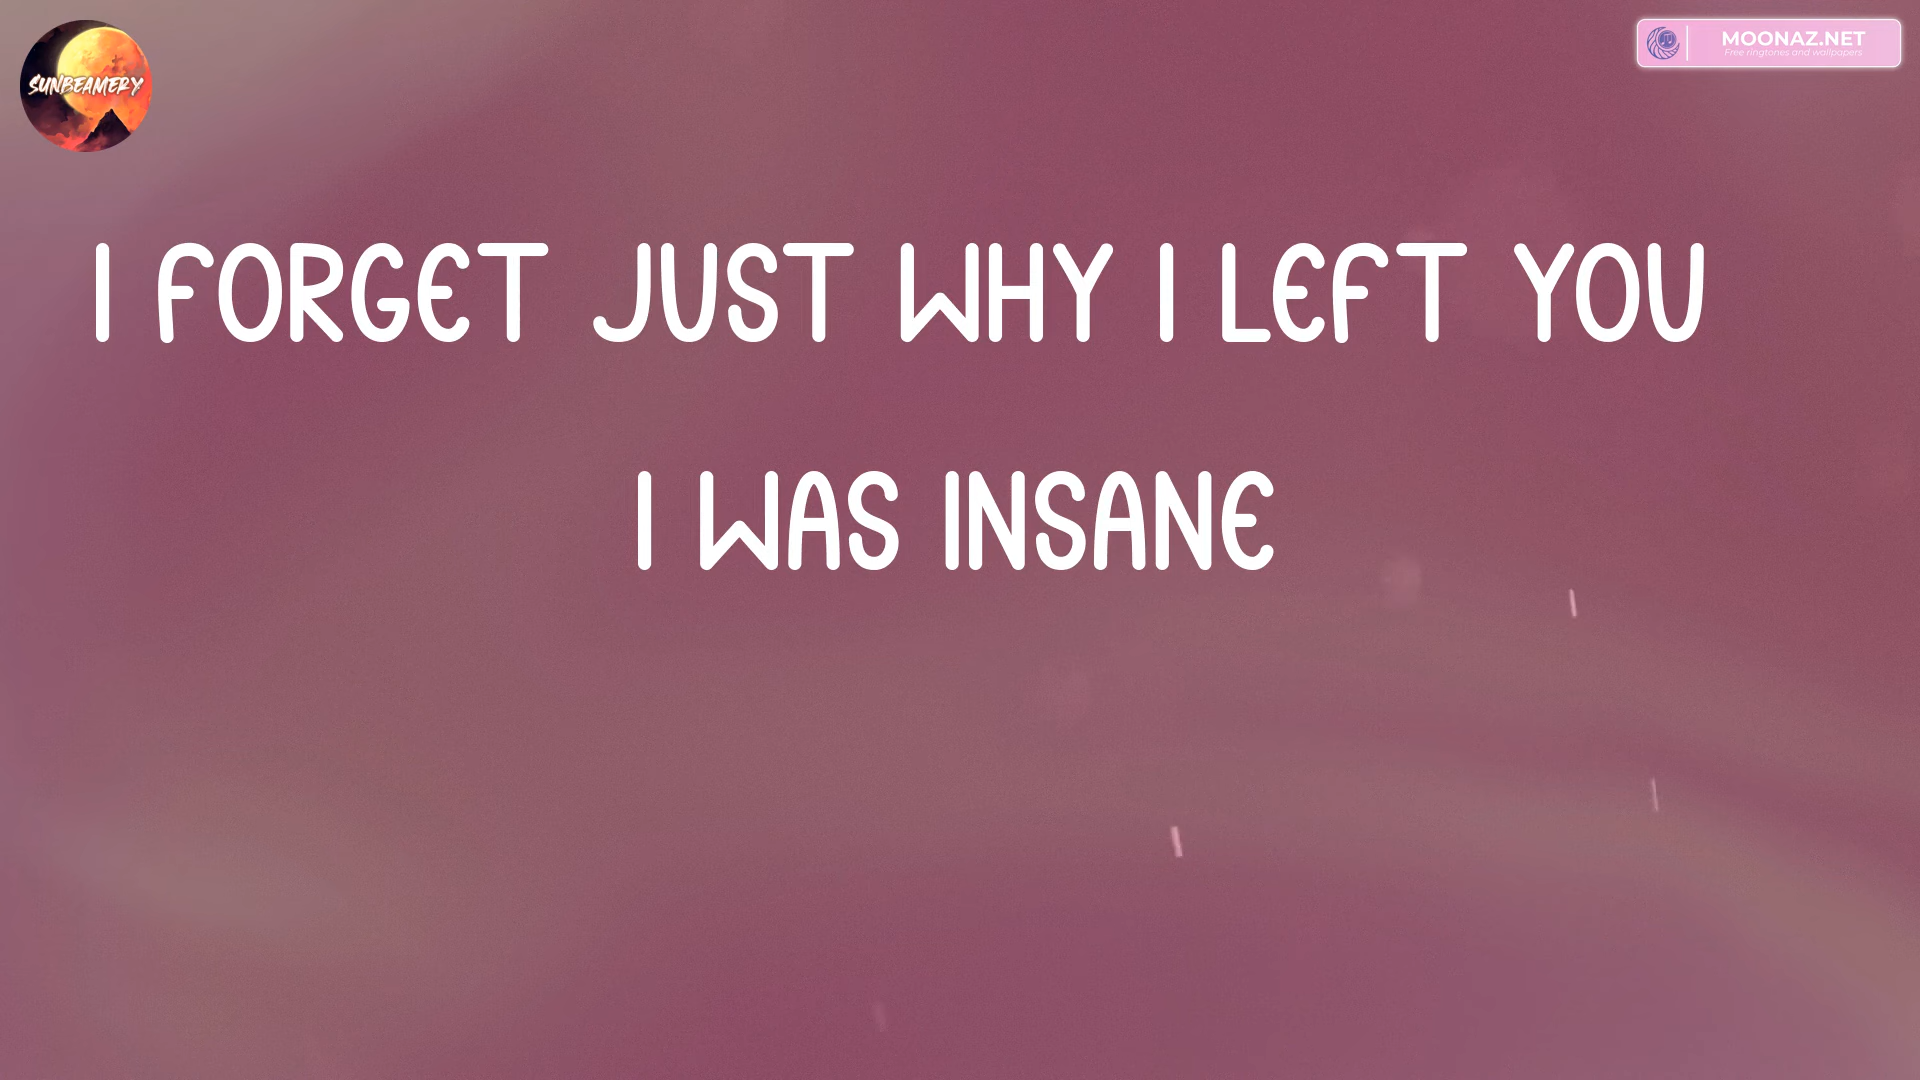 SUNBEAMERY
MOONAZ.NET
Free ringtones and wallpapers
I FORGET JUST WHY I LEFT YOU
I WAS INSANE